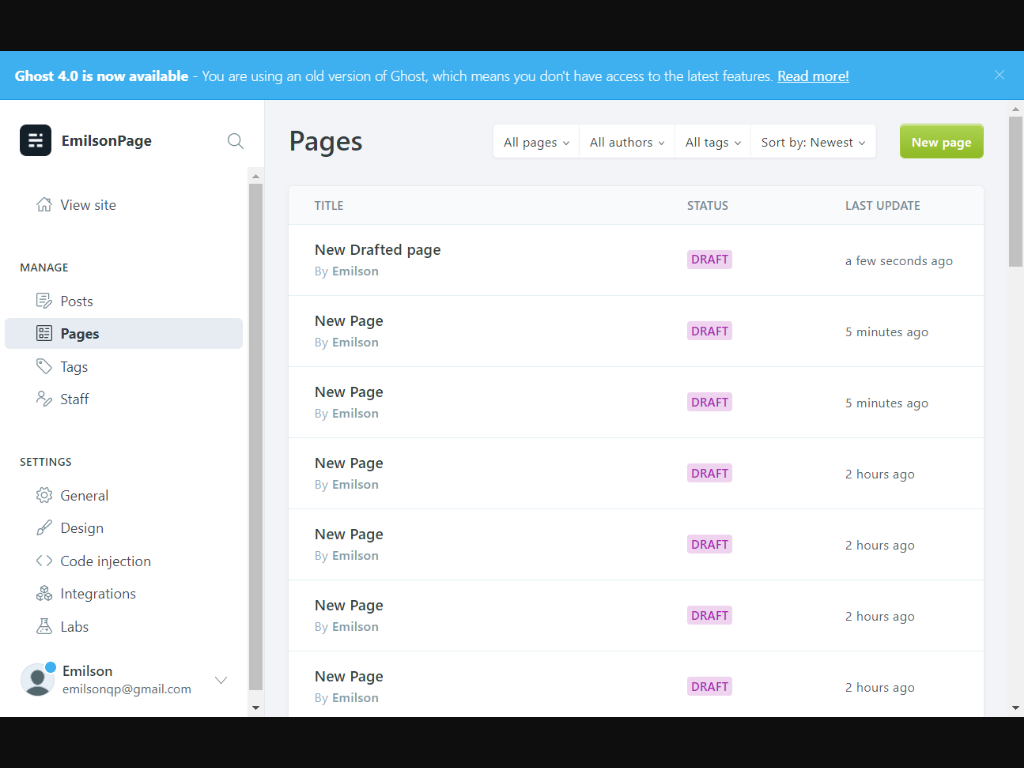 Ghost 4.0 is now available - You are using an old version of Ghost, which means you don't have access to the latest features. Read more!
EmilsonPage
View site
MANAGE
Posts
Pages
Tags
Staff
SETTINGS
General
Design
Code injection
Integrations
Labs
Emilson
emilsonqp@gmail.com
Pages
All pages
All authors
All tags
Sort by: Newest
New page
TITLE STATUS LAST UPDATE
New Drafted page
By Emilson
DRAFT
a few seconds ago
New Page
By Emilson
DRAFT
5 minutes ago
New Page
By Emilson
DRAFT
5 minutes ago
New Page
By Emilson
DRAFT
2 hours ago
New Page
By Emilson
DRAFT
2 hours ago
New Page
By Emilson
DRAFT
2 hours ago
New Page
By Emilson
DRAFT
2 hours ago